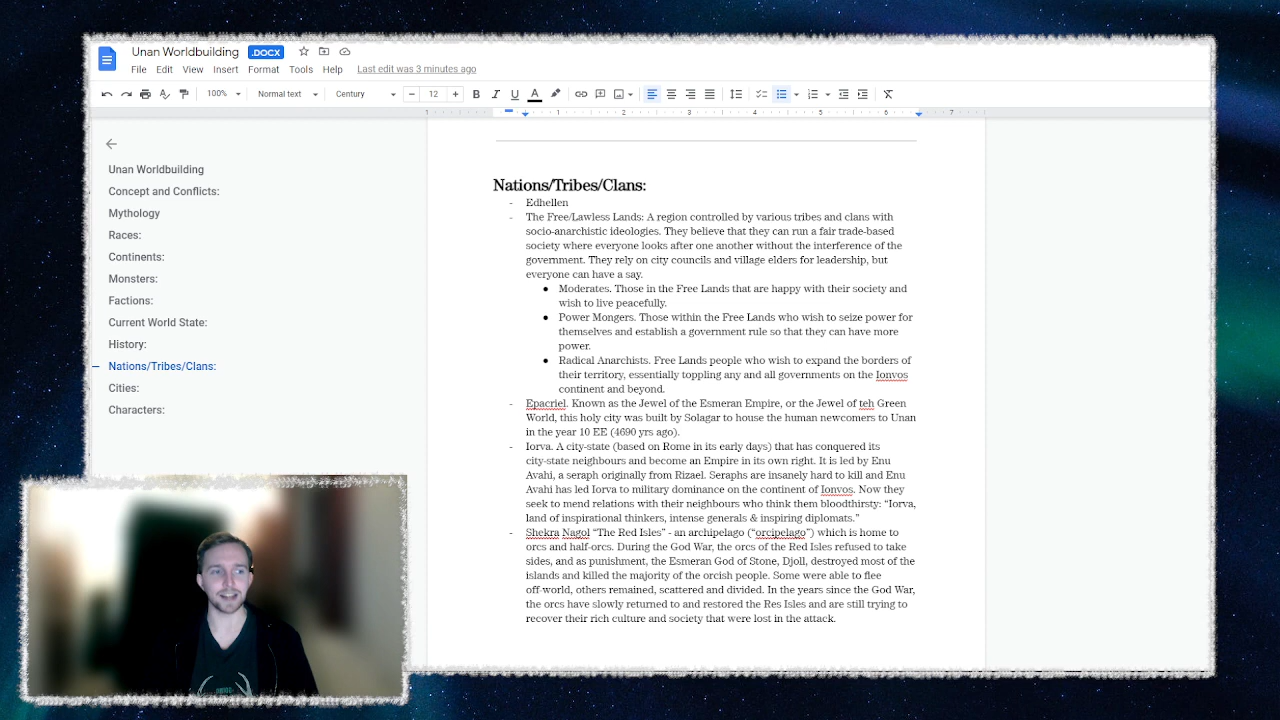 Unan Worldbuilding .DOCX
File Edit View Insert Format Tools Help Last edit was 3 minutes ago
100% Normal text Century 12 B I U A
1 1 2 3 4 5 6 7
Unan Worldbuilding
Concept and Conflicts:
Mythology
Races:
Continents:
Monsters:
Factions:
Current World State:
History:
Nations/Tribes/Clans:
Cities:
Characters:
Nations/Tribes/Clans:
- Edhellen
- The Free/Lawless Lands: A region controlled by various tribes and clans with
socio-anarchistic ideologies. They believe that they can run a fair trade-based
society where everyone looks after one another without the interference of the
government. They rely on city councils and village elders for leadership, but
everyone can have a say.
● Moderates. Those in the Free Lands that are happy with their society and
wish to live peacefully.
● Power Mongers. Those within the Free Lands who wish to seize power for
themselves and establish a government rule so that they can have more
power.
● Radical Anarchists. Free Lands people who wish to expand the borders of
their territory, essentially toppling any and all governments on the Ionvos
continent and beyond.
- Epacriel. Known as the Jewel of the Esmeran Empire, or the Jewel of teh Green
World, this holy city was built by Solagar to house the human newcomers to Unan
in the year 10 EE (4690 yrs ago).
- Iorva. A city-state (based on Rome in its early days) that has conquered its
city-state neighbours and become an Empire in its own right. It is led by Enu
Avahi, a seraph originally from Rizael. Seraphs are insanely hard to kill and Enu
Avahi has led Iorva to military dominance on the continent of Ionvos. Now they
seek to mend relations with their neighbours who think them bloodthirsty: “Iorva,
land of inspirational thinkers, intense generals & inspiring diplomats.”
- Shekra Nagol “The Red Isles” - an archipelago (“orcipelago”) which is home to
orcs and half-orcs. During the God War, the orcs of the Red Isles refused to take
sides, and as punishment, the Esmeran God of Stone, Djoll, destroyed most of the
islands and killed the majority of the orcish people. Some were able to flee
off-world, others remained, scattered and divided. In the years since the God War,
the orcs have slowly returned to and restored the Res Isles and are still trying to
recover their rich culture and society that were lost in the attack.